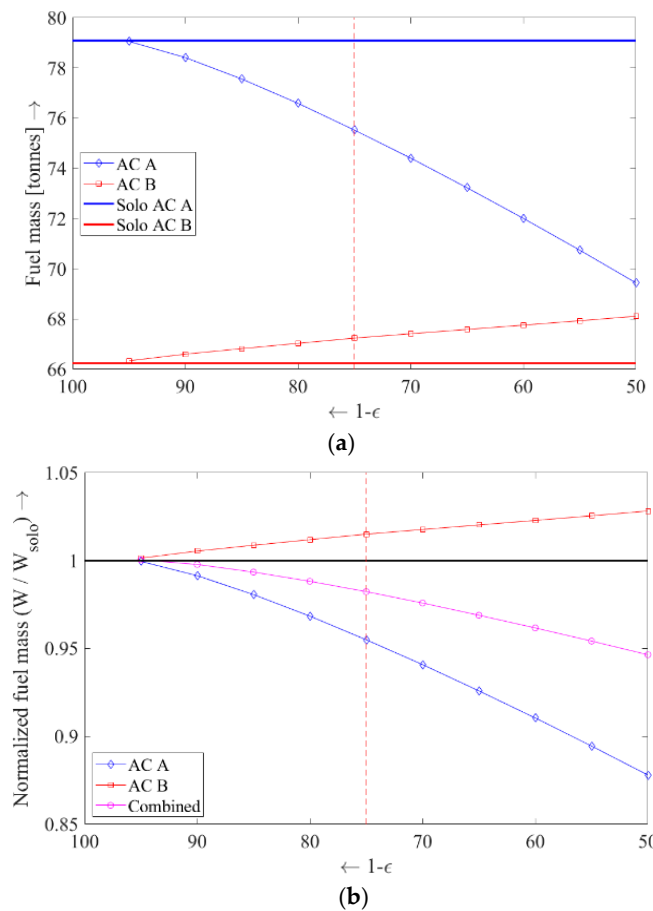 80
78
76
74
72
70
68
66
Fuel mass [tonnes] →
AC A
AC B
Solo AC A
Solo AC B
100 90 80 70 60 50
← 1-ϵ
(a)
1.05
1
0.95
0.9
0.85
Normalized fuel mass (W / Wsolo) →
AC A
AC B
Combined
100 90 80 70 60 50
← 1-ϵ
(b)